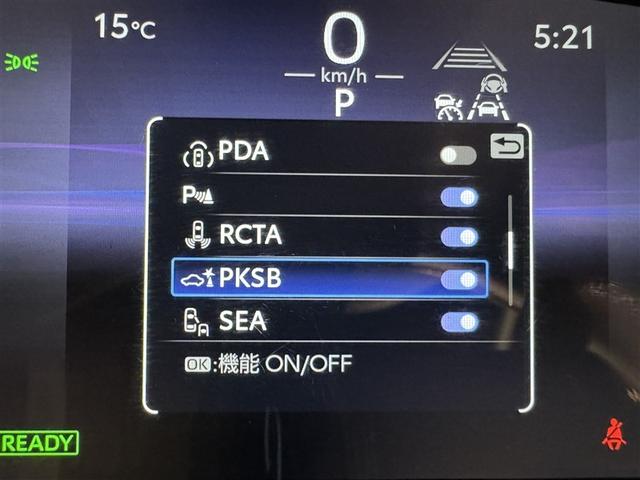 15℃
0
5:21
km/h
P
PDA
P
RCTA
PKSB
SEA
OK:機能 ON/OFF
READY